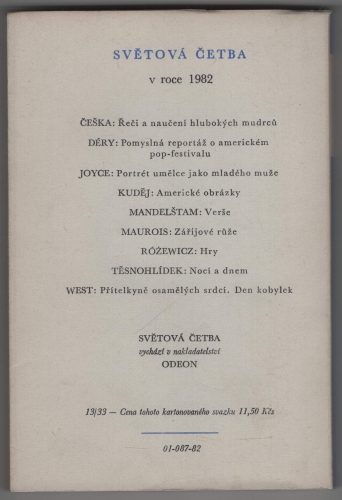 SVĚTOVÁ ČETBA
v roce 1982
ČEŠKA: Řeči a naučení hlubokých mudrců
DÉRY: Pomyslná reportáž o americkém
pop-festivalu
JOYCE: Portrét umělce jako mladého muže
KUDĚJ: Americké obrázky
MANDELŠTAM: Verše
MAUROIS: Zářijové růže
RÓŻEWICZ: Hry
TĚSNOHLÍDEK: Nocí a dnem
WEST: Přítelkyně osamělých srdcí. Den kobylek
SVĚTOVÁ ČETBA
vychází v nakladatelství
ODEON
13/33 — Cena tohoto kartonovaného svazku 11,50 Kčs
01-087-82